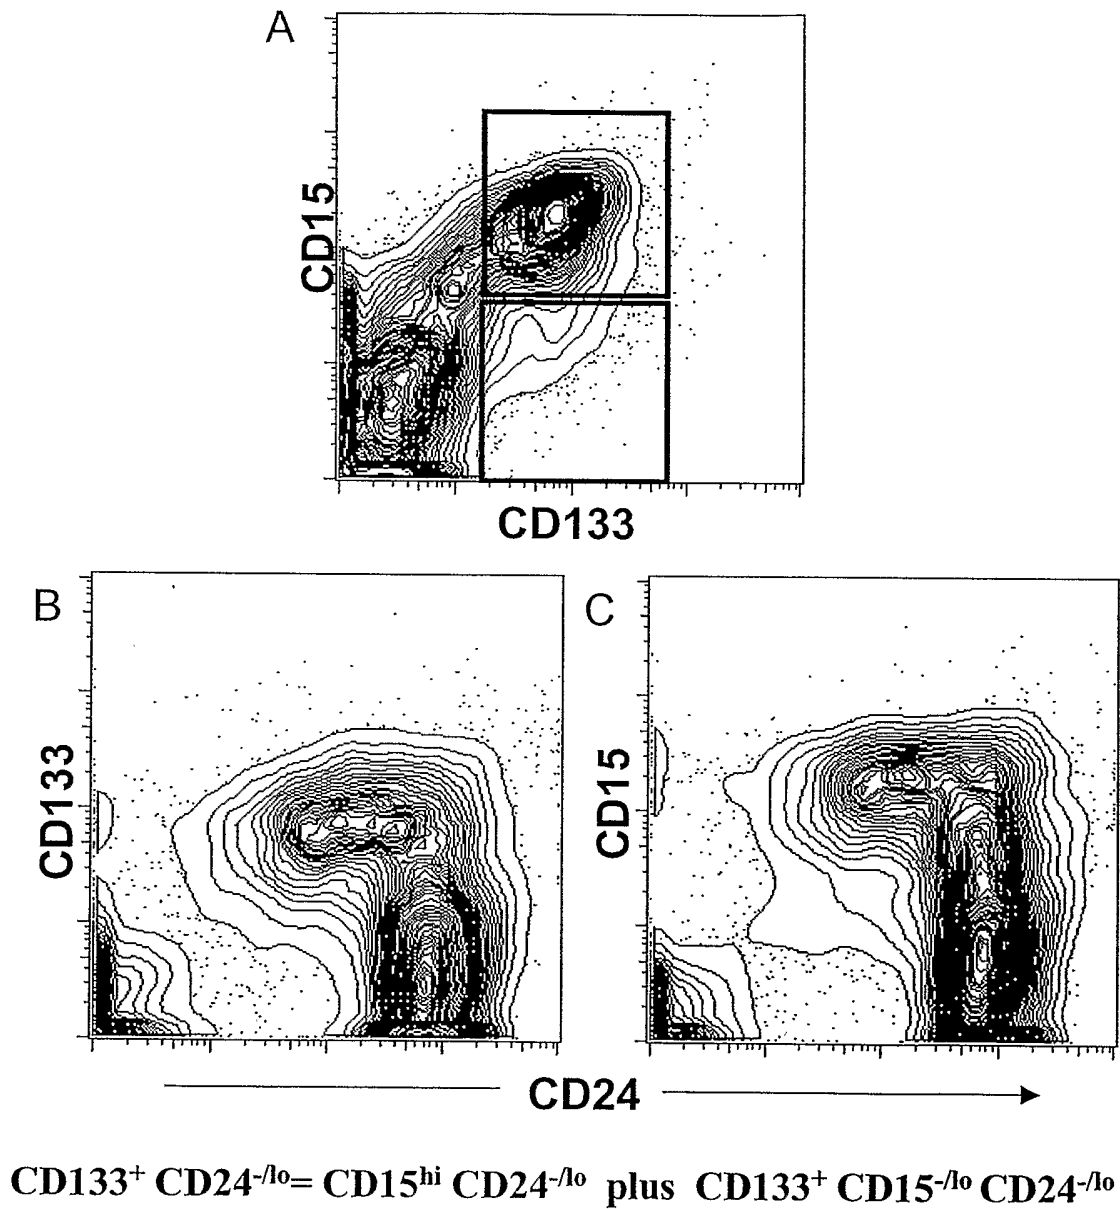 A
CD15
CD133
B
C
CD133
CD15
CD24
CD133⁺ CD24⁻/ˡᵒ= CD15ʰⁱ CD24⁻/ˡᵒ plus CD133⁺ CD15⁻/ˡᵒ CD24⁻/ˡᵒ